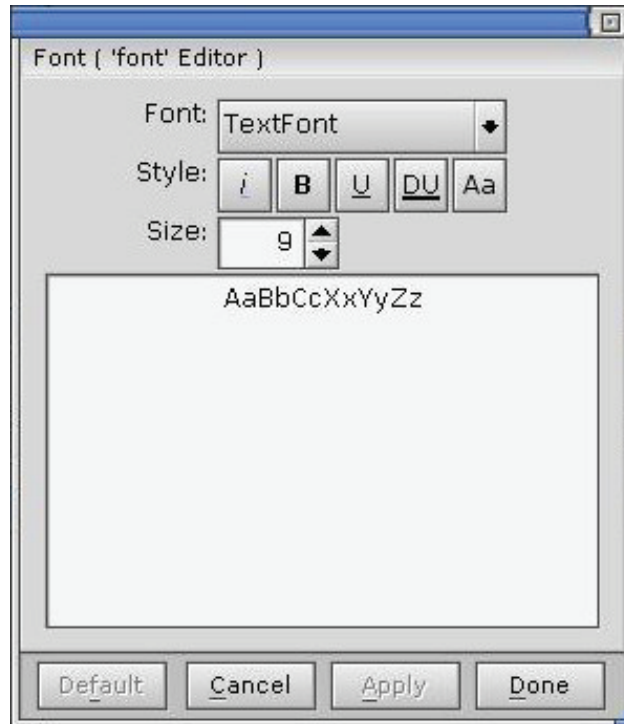 Font ( 'font' Editor )
Font: TextFont
Style: i B U DU Aa
Size: 9
AaBbCcXxYyZz
Default Cancel Apply Done